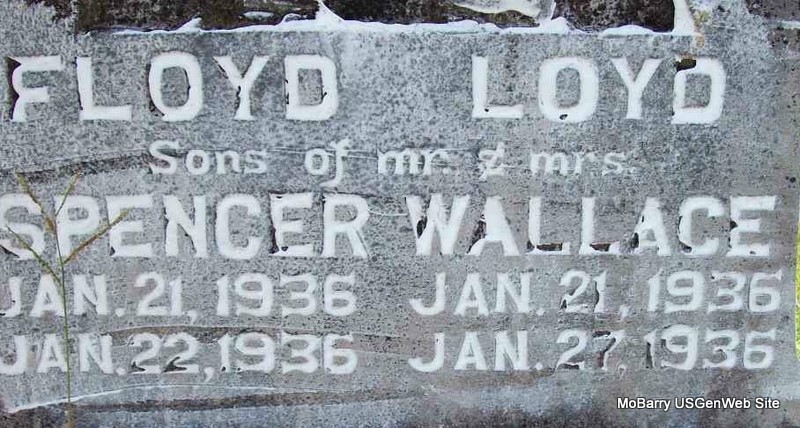 FLOYD LOYD
Sons of mr. & mrs.
SPENCER WALLACE
JAN. 21, 1936 JAN. 21, 1936
JAN. 22, 1936 JAN. 27, 1936
MoBarry USGenWeb Site